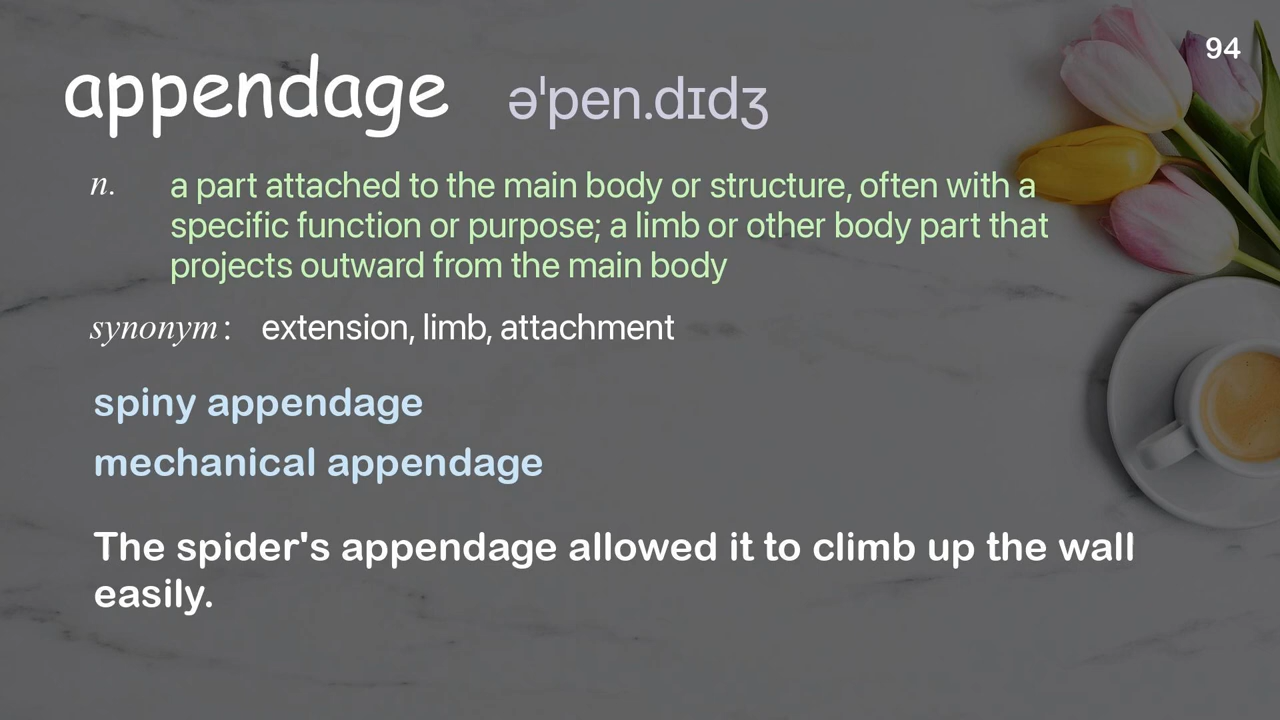 94
appendage əˈpen.dɪdʒ
n. a part attached to the main body or structure, often with a
specific function or purpose; a limb or other body part that
projects outward from the main body
synonym: extension, limb, attachment
spiny appendage
mechanical appendage
The spider's appendage allowed it to climb up the wall
easily.